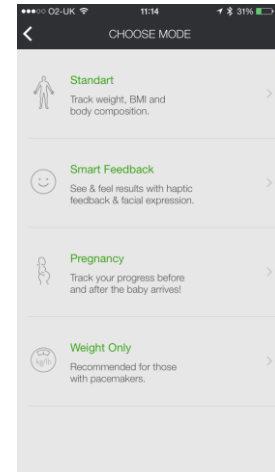 O2-UK 11:14 31%
CHOOSE MODE
Standart
Track weight, BMI and
body composition.
Smart Feedback
See & feel results with haptic
feedback & facial expression.
Pregnancy
Track your progress before
and after the baby arrives!
kg/lb
Weight Only
Recommended for those
with pacemakers.